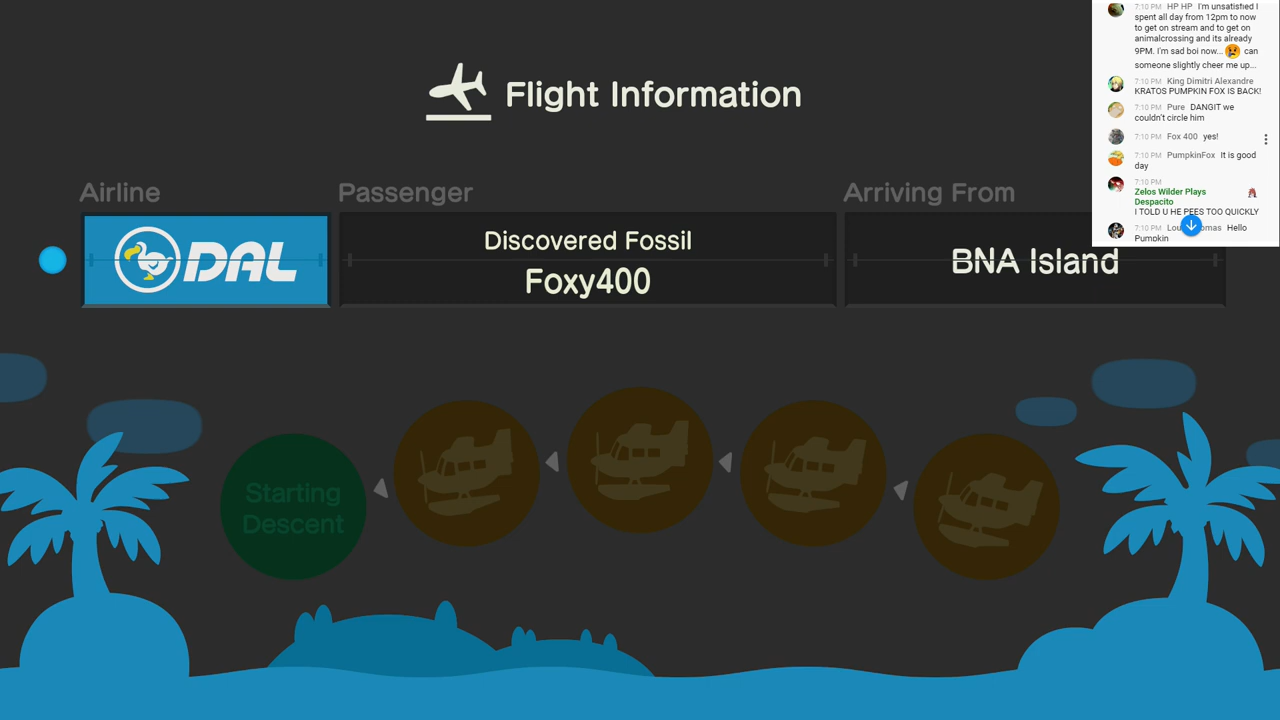 Flight Information
Airline
Passenger
Arriving From
DAL
Discovered Fossil
Foxy400
BNA Island
Starting
Descent
7:10 PM HP HP I'm unsatisfied I
spent all day from 12pm to now
to get on stream and to get on
animalcrossing and its already
9PM. I'm sad boi now... can
someone slightly cheer me up...
7:10 PM King Dimitri Alexandre
KRATOS PUMPKIN FOX IS BACK!
7:10 PM Pure DANGIT we
couldn't circle him
7:10 PM Fox 400 yes!
7:10 PM PumpkinFox It is good
day
7:10 PM
Zelos Wilder Plays
Despacito
I TOLD U HE PEES TOO QUICKLY
7:10 PM Hello
Pumpkin